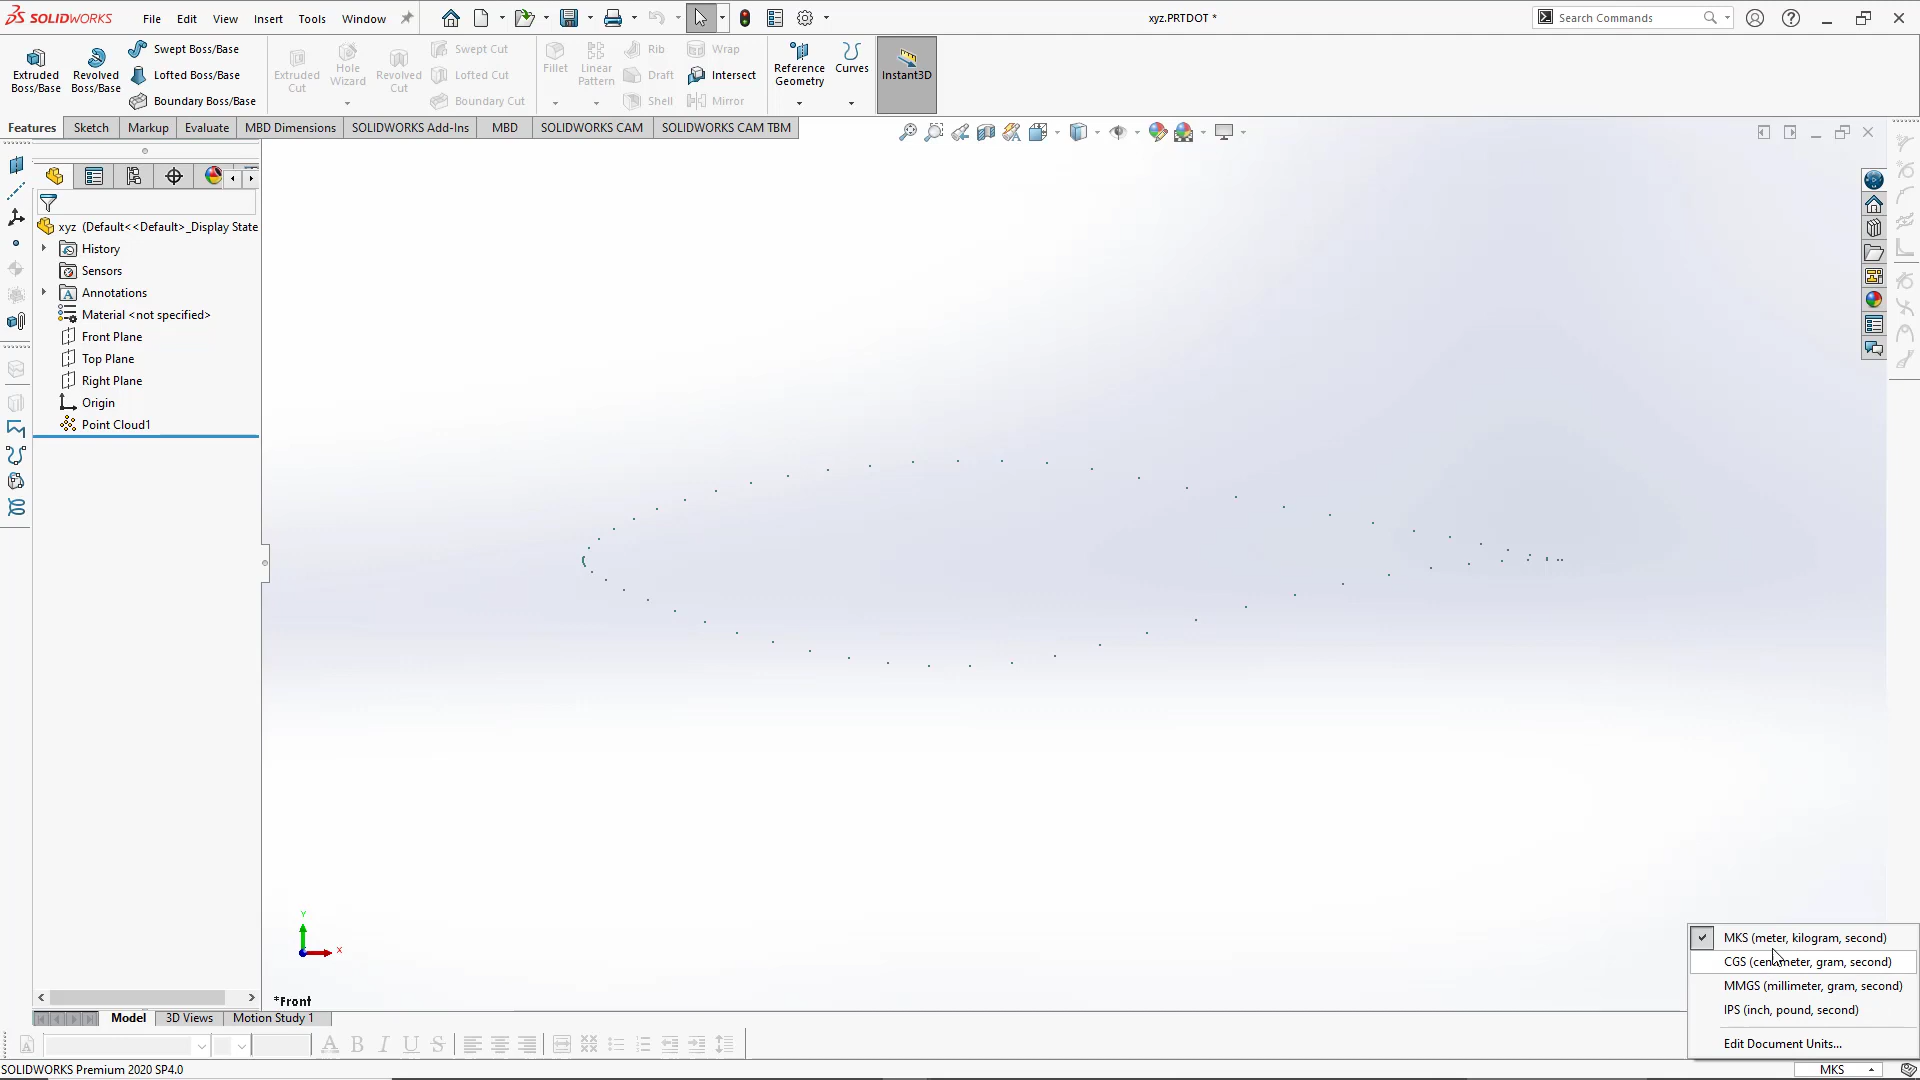 SOLIDWORKS
File
Edit
View
Insert
Tools
Window
xyz.PRTDOT *
Search Commands
Extruded Boss/Base
Revolved Boss/Base
Swept Boss/Base
Lofted Boss/Base
Boundary Boss/Base
Extruded Cut
Hole Wizard
Revolved Cut
Swept Cut
Lofted Cut
Boundary Cut
Fillet
Linear Pattern
Rib
Draft
Shell
Wrap
Intersect
Mirror
Reference Geometry
Curves
Instant3D
Features
Sketch
Markup
Evaluate
MBD Dimensions
SOLIDWORKS Add-Ins
MBD
SOLIDWORKS CAM
SOLIDWORKS CAM TBM
xyz (Default<<Default>_Display State
History
Sensors
Annotations
Material <not specified>
Front Plane
Top Plane
Right Plane
Origin
Point Cloud1
Y
X
*Front
MKS (meter, kilogram, second)
CGS (centimeter, gram, second)
MMGS (millimeter, gram, second)
IPS (inch, pound, second)
Edit Document Units...
Model
3D Views
Motion Study 1
A B I U S
SOLIDWORKS Premium 2020 SP4.0
MKS